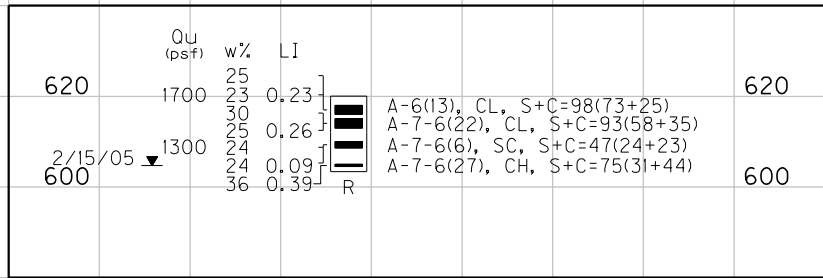 Qu
(psf) w% LI
25
620 620
1700 23 0.23
30
A-6(13), CL, S+C=98(73+25)
25 0.26 A-7-6(22), CL, S+C=93(58+35)
1300 24 A-7-6(6), SC, S+C=47(24+23)
2/15/05 24 0.09 A-7-6(27), CH, S+C=75(31+44)
600 36 0.39 R 600